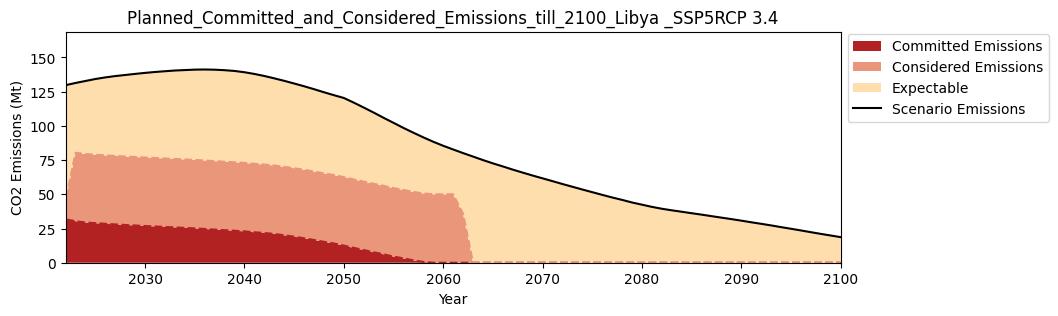 Planned_Committed_and_Considered_Emissions_till_2100_Libya _SSP5RCP 3.4
CO2 Emissions (Mt)
150
125
100
75
50
25
0
2030 2040 2050 2060 2070 2080 2090 2100
Year
Committed Emissions
Considered Emissions
Expectable
Scenario Emissions